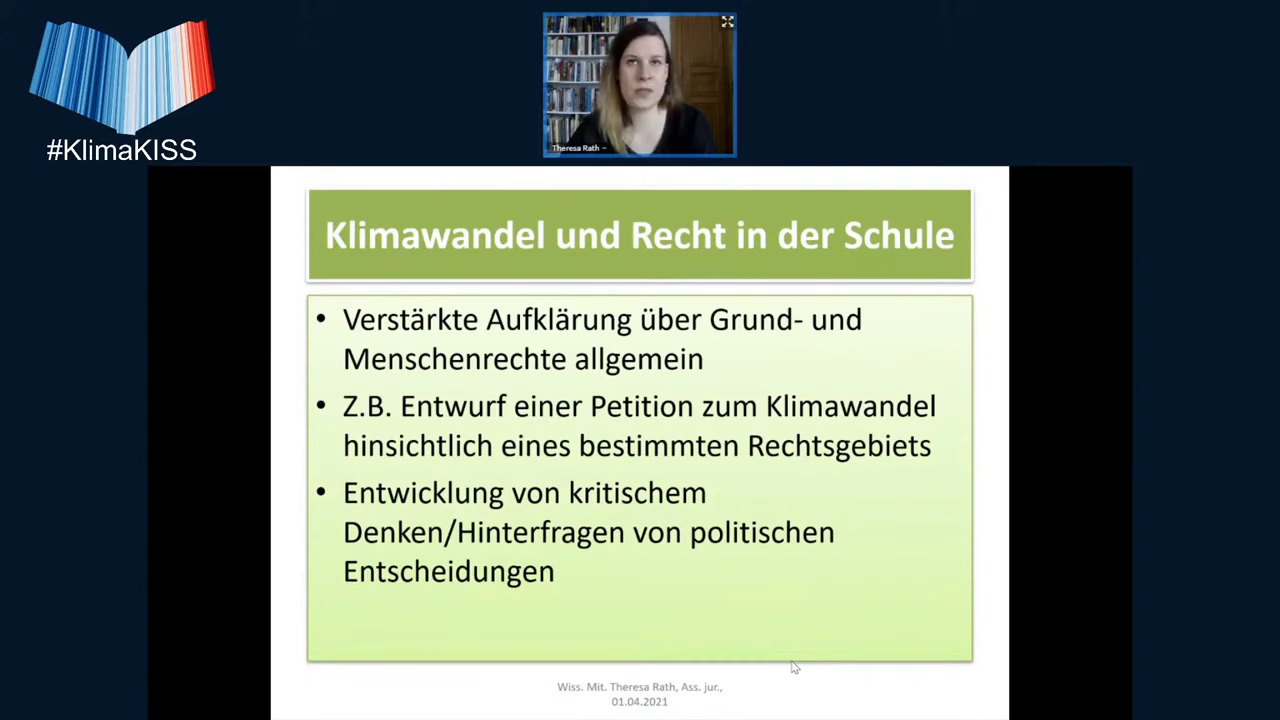 #KlimaKISS
Theresa Rath –
Klimawandel und Recht in der Schule
• Verstärkte Aufklärung über Grund- und
Menschenrechte allgemein
• Z.B. Entwurf einer Petition zum Klimawandel
hinsichtlich eines bestimmten Rechtsgebiets
• Entwicklung von kritischem
Denken/Hinterfragen von politischen
Entscheidungen
Wiss. Mit. Theresa Rath, Ass. jur.,
01.04.2021